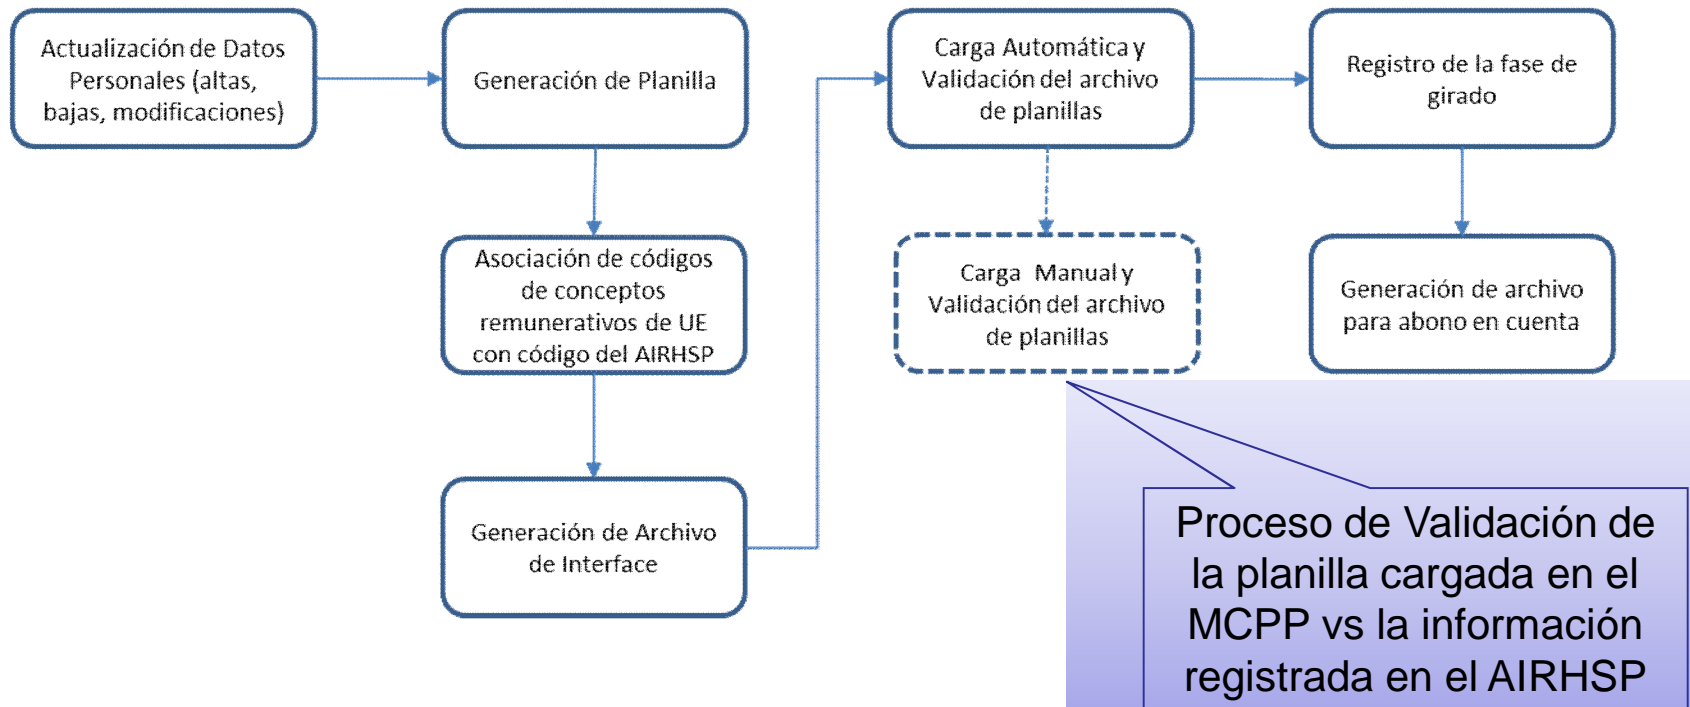 Actualización de Datos
Personales (altas,
bajas, modificaciones)
Generación de Planilla
Asociación de códigos
de conceptos
remunerativos de UE
con código del AIRHSP
Generación de Archivo
de Interface
Carga Automática y
Validación del archivo
de planillas
Carga Manual y
Validación del archivo
de planillas
Registro de la fase de
girado
Generación de archivo
para abono en cuenta
Proceso de Validación de
la planilla cargada en el
MCPP vs la información
registrada en el AIRHSP